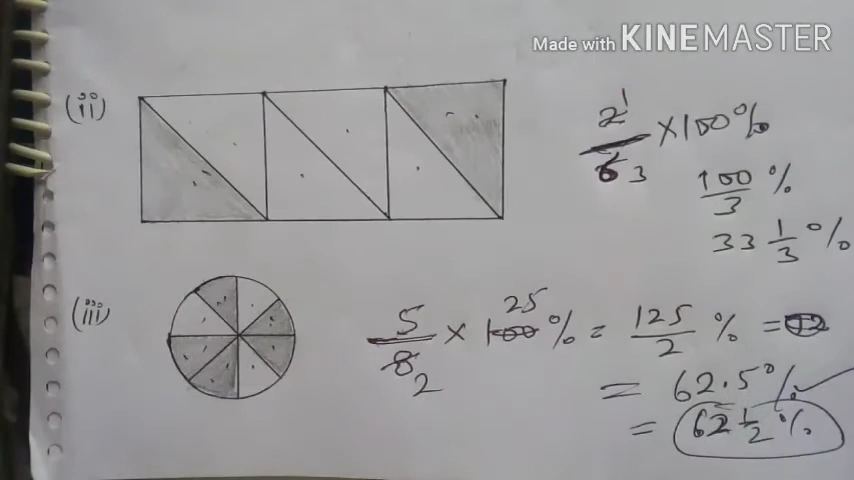 Made with KINEMASTER
(ii)
2 1 / 6 3 × 100%
100/3 %
33 1/3 %
(iii)
5 / 8 2 × 100 25 % = 125/2 % =
= 62.5%
= 62 1/2 %